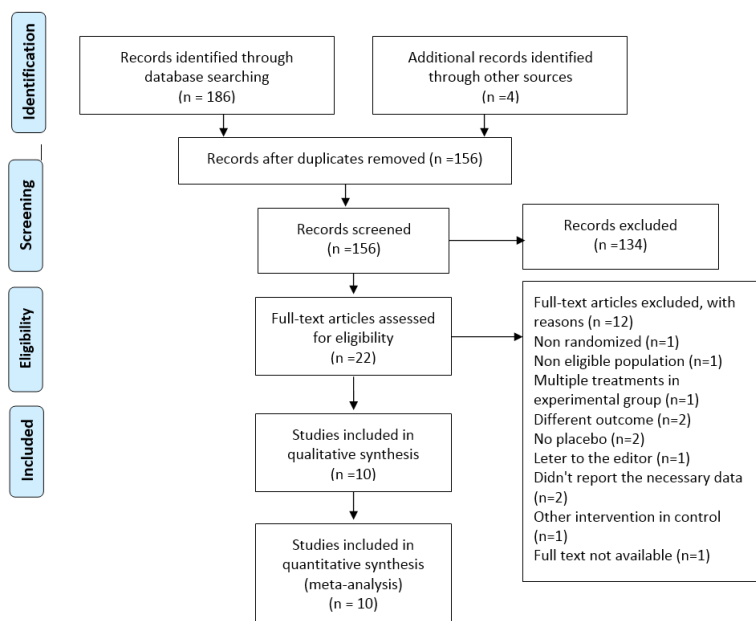 Identification
Records identified through
database searching
(n = 186)
Additional records identified
through other sources
(n =4)
Records after duplicates removed (n =156)
Screening
Records screened
(n =156)
Records excluded
(n =134)
Eligibility
Full-text articles assessed
for eligibility
(n =22)
Full-text articles excluded, with
reasons (n =12)
Non randomized (n=1)
Non eligible population (n=1)
Multiple treatments in
experimental group (n=1)
Different outcome (n=2)
No placebo (n=2)
Leter to the editor (n=1)
Didn't report the necessary data
(n=2)
Other intervention in control
(n=1)
Full text not available (n=1)
Included
Studies included in
qualitative synthesis
(n =10)
Studies included in
quantitative synthesis
(meta-analysis)
(n = 10)